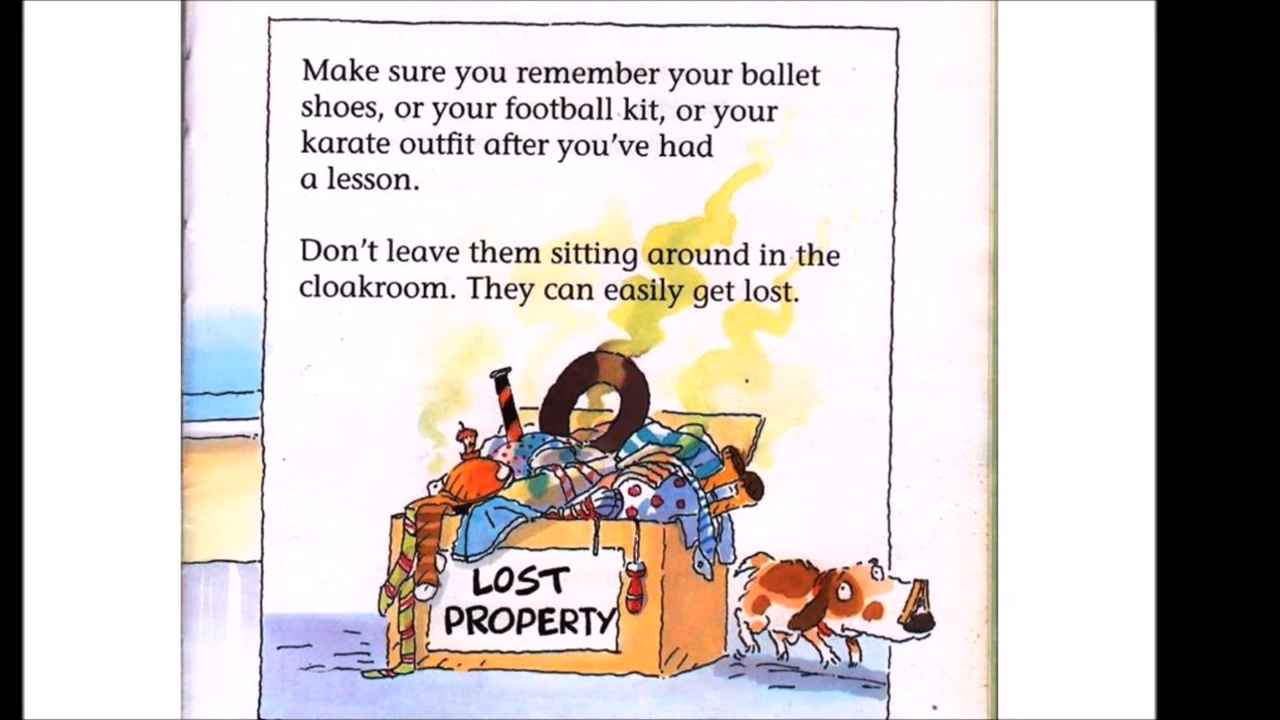 Make sure you remember your ballet
shoes, or your football kit, or your
karate outfit after you've had
a lesson.
Don't leave them sitting around in the
cloakroom. They can easily get lost.
LOST
PROPERTY